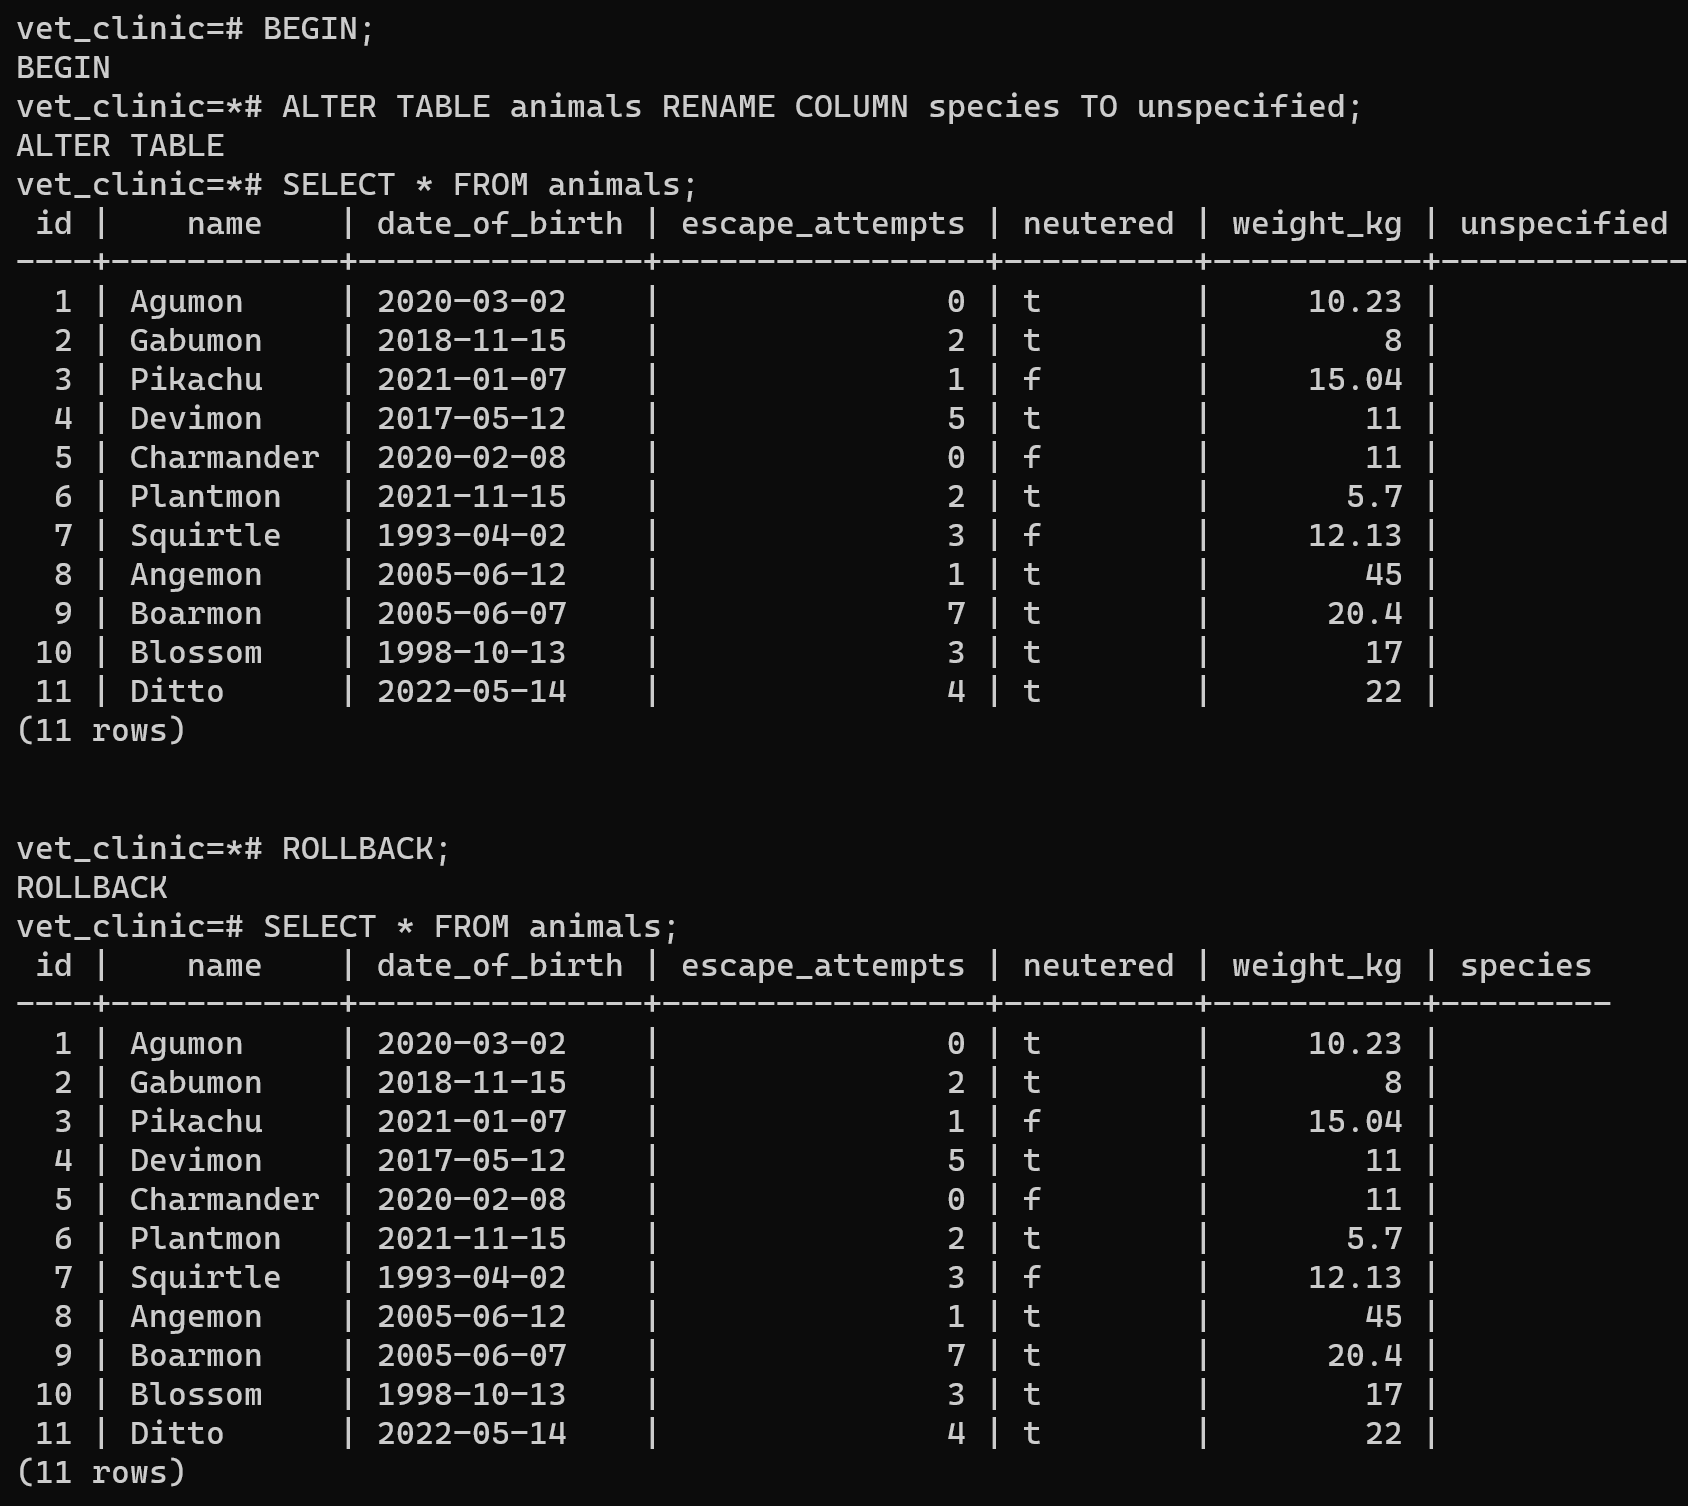 vet_clinic=# BEGIN;
BEGIN
vet_clinic=*# ALTER TABLE animals RENAME COLUMN species TO unspecified;
ALTER TABLE
vet_clinic=*# SELECT * FROM animals;
 id |    name    | date_of_birth | escape_attempts | neutered | weight_kg | unspecified
----+------------+---------------+-----------------+----------+-----------+-------------
  1 | Agumon     | 2020-03-02    |               0 | t        |     10.23 |
  2 | Gabumon    | 2018-11-15    |               2 | t        |         8 |
  3 | Pikachu    | 2021-01-07    |               1 | f        |     15.04 |
  4 | Devimon    | 2017-05-12    |               5 | t        |        11 |
  5 | Charmander | 2020-02-08    |               0 | f        |        11 |
  6 | Plantmon   | 2021-11-15    |               2 | t        |       5.7 |
  7 | Squirtle   | 1993-04-02    |               3 | f        |     12.13 |
  8 | Angemon    | 2005-06-12    |               1 | t        |        45 |
  9 | Boarmon    | 2005-06-07    |               7 | t        |      20.4 |
 10 | Blossom    | 1998-10-13    |               3 | t        |        17 |
 11 | Ditto      | 2022-05-14    |               4 | t        |        22 |
(11 rows)
vet_clinic=*# ROLLBACK;
ROLLBACK
vet_clinic=# SELECT * FROM animals;
 id |    name    | date_of_birth | escape_attempts | neutered | weight_kg | species
----+------------+---------------+-----------------+----------+-----------+---------
  1 | Agumon     | 2020-03-02    |               0 | t        |     10.23 |
  2 | Gabumon    | 2018-11-15    |               2 | t        |         8 |
  3 | Pikachu    | 2021-01-07    |               1 | f        |     15.04 |
  4 | Devimon    | 2017-05-12    |               5 | t        |        11 |
  5 | Charmander | 2020-02-08    |               0 | f        |        11 |
  6 | Plantmon   | 2021-11-15    |               2 | t        |       5.7 |
  7 | Squirtle   | 1993-04-02    |               3 | f        |     12.13 |
  8 | Angemon    | 2005-06-12    |               1 | t        |        45 |
  9 | Boarmon    | 2005-06-07    |               7 | t        |      20.4 |
 10 | Blossom    | 1998-10-13    |               3 | t        |        17 |
 11 | Ditto      | 2022-05-14    |               4 | t        |        22 |
(11 rows)